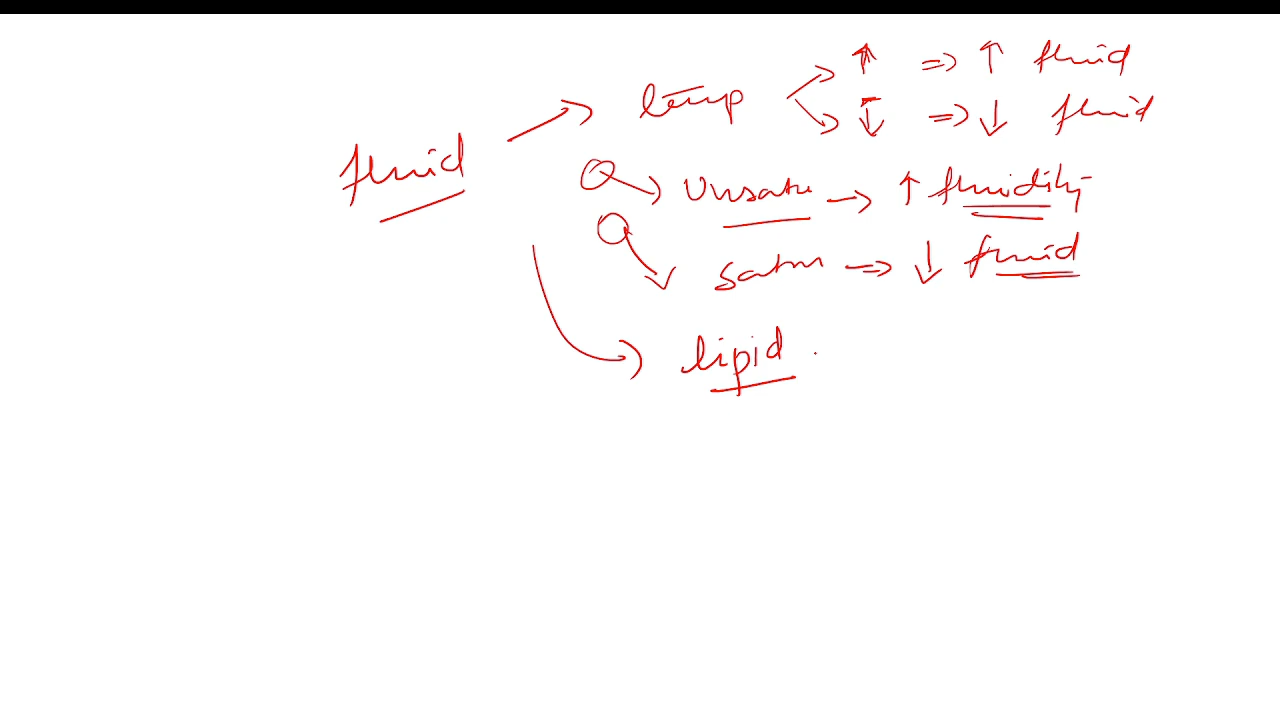 ↑ => ↑ fluid
temp
↓ => ↓ fluid
fluid
Unsatu → ↑ fluidity
satu => ↓ fluid
lipid